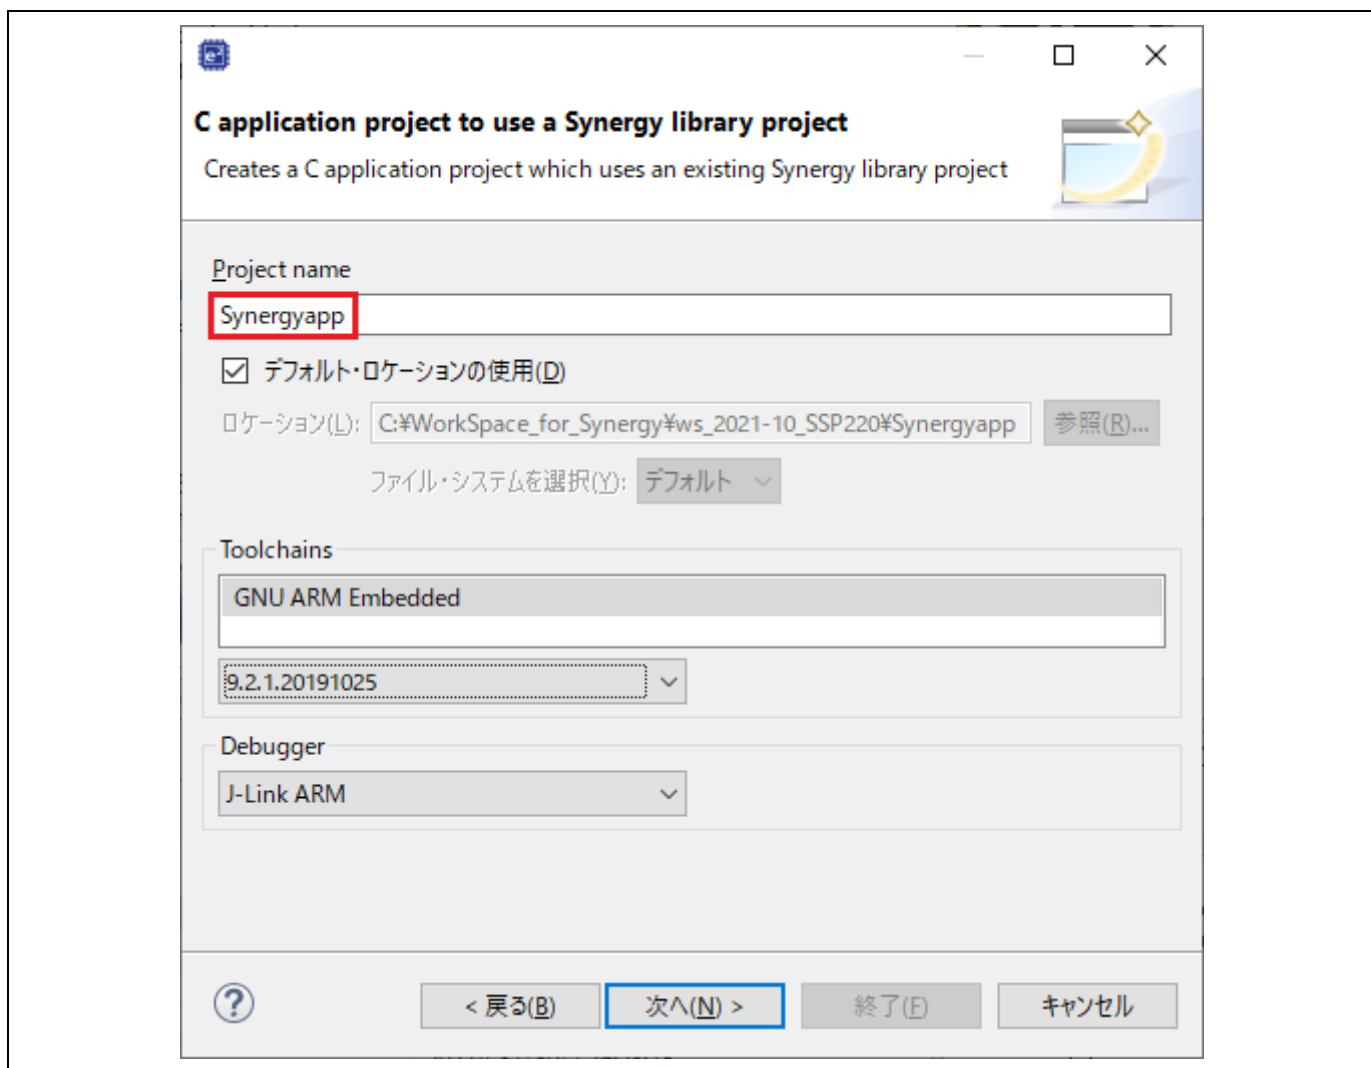 C application project to use a Synergy library project
Creates a C application project which uses an existing Synergy library project
Project name
Synergyapp
デフォルト・ロケーションの使用(D)
ロケーション(L): C:¥WorkSpace_for_Synergy¥ws_2021-10_SSP220¥Synergyapp 参照(R)...
ファイル・システムを選択(Y): デフォルト
Toolchains
GNU ARM Embedded
9.2.1.20191025
Debugger
J-Link ARM
< 戻る(B) 次へ(N) > 終了(F) キャンセル